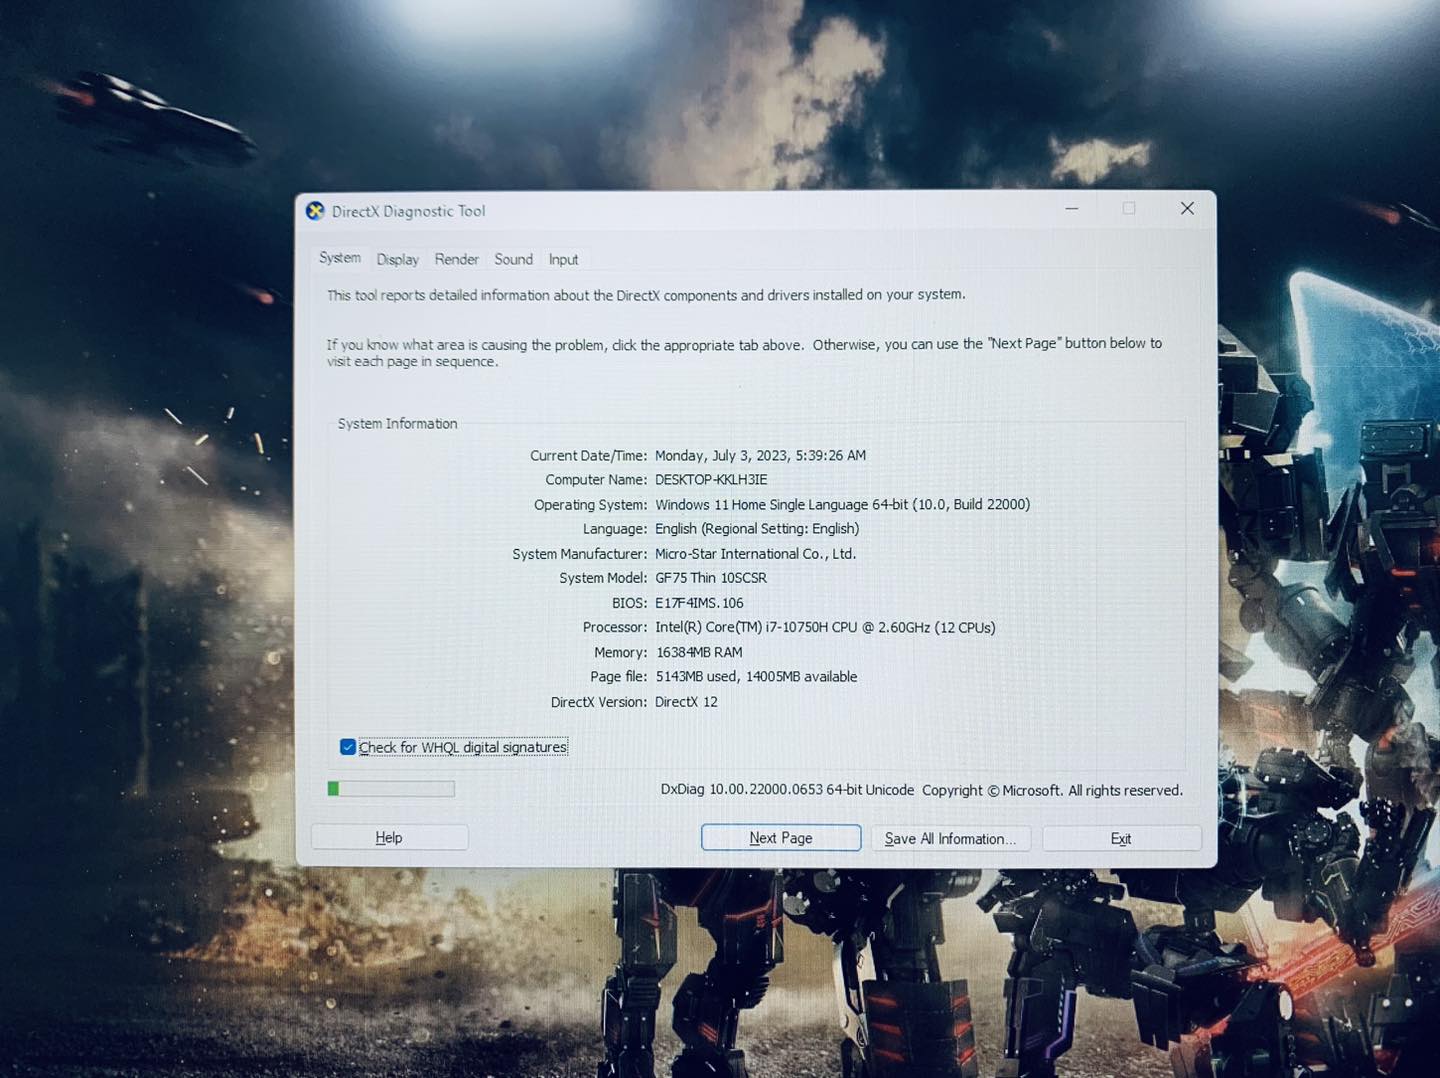 DirectX Diagnostic Tool
System Display Render Sound Input
This tool reports detailed information about the DirectX components and drivers installed on your system.
If you know what area is causing the problem, click the appropriate tab above. Otherwise, you can use the "Next Page" button below to
visit each page in sequence.
System Information
Current Date/Time: Monday, July 3, 2023, 5:39:26 AM
Computer Name: DESKTOP-KKLH3IE
Operating System: Windows 11 Home Single Language 64-bit (10.0, Build 22000)
Language: English (Regional Setting: English)
System Manufacturer: Micro-Star International Co., Ltd.
System Model: GF75 Thin 10SCSR
BIOS: E17F4IMS.106
Processor: Intel(R) Core(TM) i7-10750H CPU @ 2.60GHz (12 CPUs)
Memory: 16384MB RAM
Page file: 5143MB used, 14005MB available
DirectX Version: DirectX 12
Check for WHQL digital signatures
DxDiag 10.00.22000.0653 64-bit Unicode Copyright © Microsoft. All rights reserved.
Help Next Page Save All Information... Exit